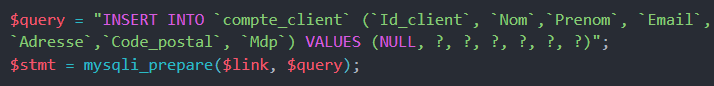 $query = "INSERT INTO `compte_client` (`Id_client`, `Nom`,`Prenom`, `Email`,
`Adresse`,`Code_postal`, `Mdp`) VALUES (NULL, ?, ?, ?, ?, ?, ?)";
$stmt = mysqli_prepare($link, $query);